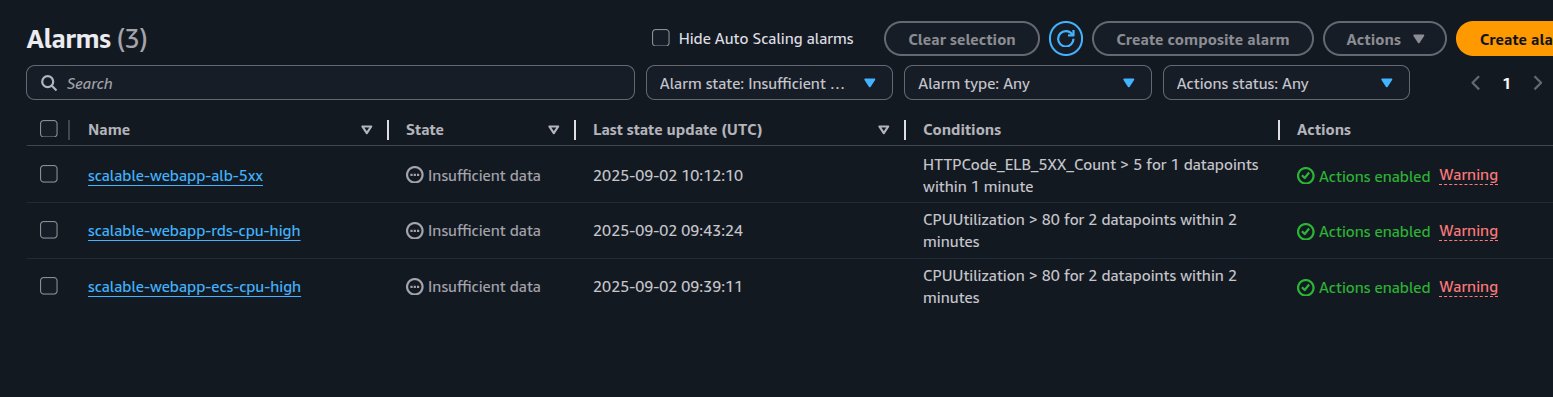 Alarms (3)
Hide Auto Scaling alarms
Clear selection
Create composite alarm
Actions
Create ala
Search
Alarm state: Insufficient ...
Alarm type: Any
Actions status: Any
1
Name State Last state update (UTC) Conditions Actions
scalable-webapp-alb-5xx Insufficient data 2025-09-02 10:12:10 HTTPCode_ELB_5XX_Count > 5 for 1 datapoints
within 1 minute
Actions enabled Warning
scalable-webapp-rds-cpu-high Insufficient data 2025-09-02 09:43:24 CPUUtilization > 80 for 2 datapoints within 2
minutes
Actions enabled Warning
scalable-webapp-ecs-cpu-high Insufficient data 2025-09-02 09:39:11 CPUUtilization > 80 for 2 datapoints within 2
minutes
Actions enabled Warning